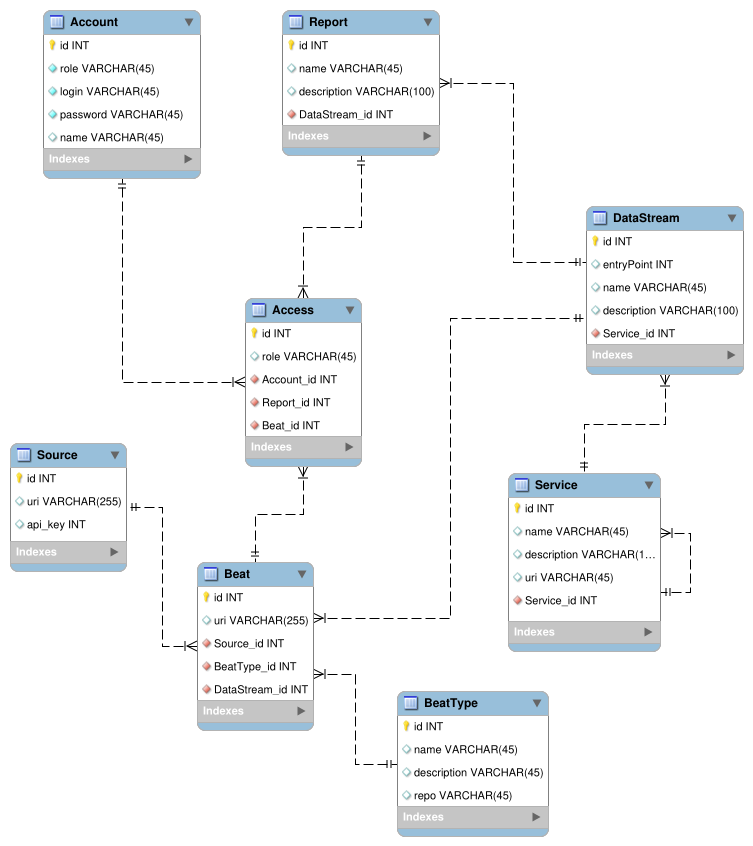 Account
id INT
role VARCHAR(45)
login VARCHAR(45)
password VARCHAR(45)
name VARCHAR(45)
Indexes
Report
id INT
name VARCHAR(45)
description VARCHAR(100)
DataStream_id INT
Indexes
DataStream
id INT
entryPoint INT
name VARCHAR(45)
description VARCHAR(100)
Service_id INT
Indexes
Access
id INT
role VARCHAR(45)
Account_id INT
Report_id INT
Beat_id INT
Indexes
Source
id INT
uri VARCHAR(255)
api_key INT
Indexes
Service
id INT
name VARCHAR(45)
description VARCHAR(1...
uri VARCHAR(45)
Service_id INT
Indexes
Beat
id INT
uri VARCHAR(255)
Source_id INT
BeatType_id INT
DataStream_id INT
Indexes
BeatType
id INT
name VARCHAR(45)
description VARCHAR(45)
repo VARCHAR(45)
Indexes